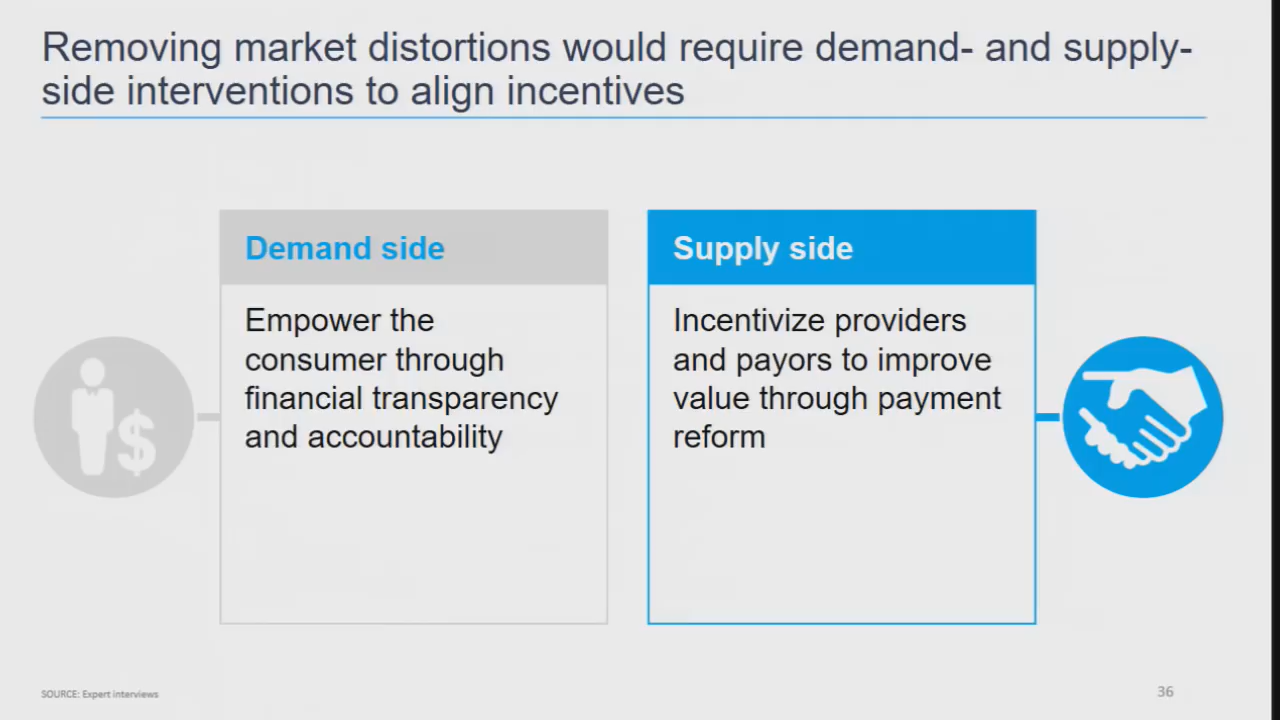 Removing market distortions would require demand- and supply-
side interventions to align incentives
Demand side
Empower the
consumer through
financial transparency
and accountability
Supply side
Incentivize providers
and payors to improve
value through payment
reform
$
SOURCE: Expert interviews
36